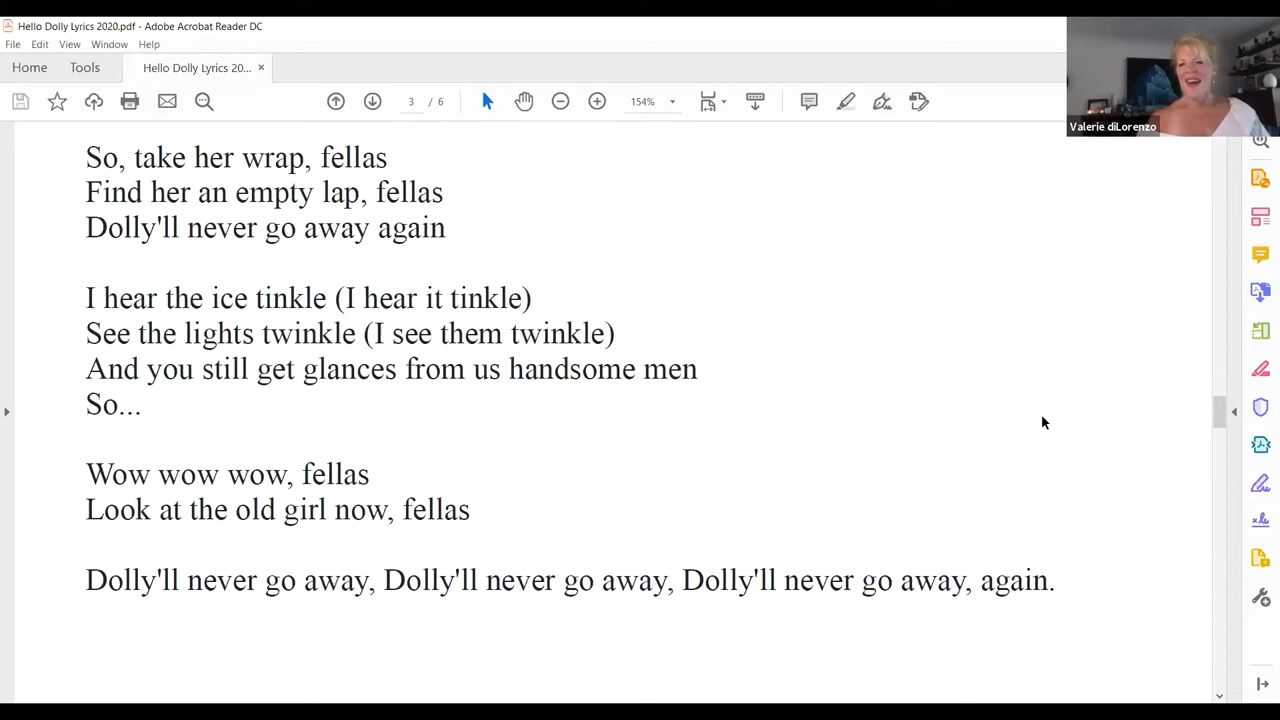 Hello Dolly Lyrics 2020.pdf - Adobe Acrobat Reader DC
File Edit View Window Help
Home Tools Hello Dolly Lyrics 20... ×
3 / 6 154%
Valerie diLorenzo
So, take her wrap, fellas
Find her an empty lap, fellas
Dolly'll never go away again
I hear the ice tinkle (I hear it tinkle)
See the lights twinkle (I see them twinkle)
And you still get glances from us handsome men
So...
Wow wow wow, fellas
Look at the old girl now, fellas
Dolly'll never go away, Dolly'll never go away, Dolly'll never go away, again.